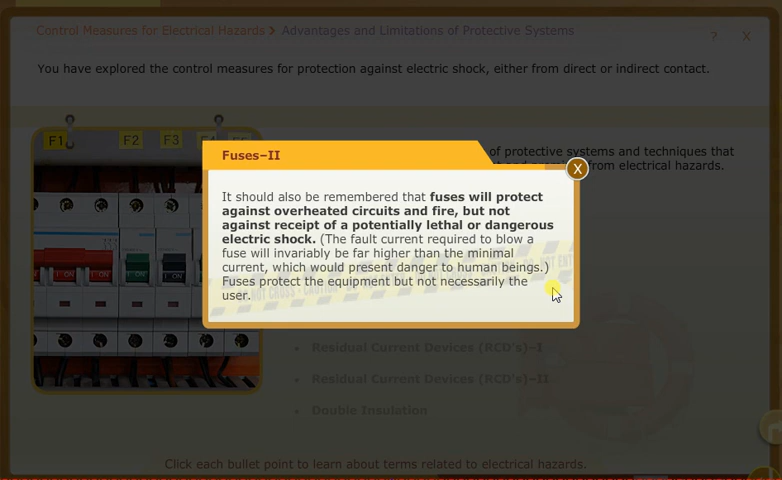 Control Measures for Electrical Hazards > Advantages and Limitations of Protective Systems
? X
You have explored the control measures for protection against electric shock, either from direct or indirect contact.
F1 F2 F3 F4
of protective systems and techniques that
from electrical hazards.
Fuses–II
X
It should also be remembered that fuses will protect
against overheated circuits and fire, but not
against receipt of a potentially lethal or dangerous
electric shock. (The fault current required to blow a
fuse will invariably be far higher than the minimal
current, which would present danger to human beings.)
Fuses protect the equipment but not necessarily the
user.
• Residual Current Devices (RCD's)–I
• Residual Current Devices (RCD's)–II
• Double Insulation
Click each bullet point to learn about terms related to electrical hazards.